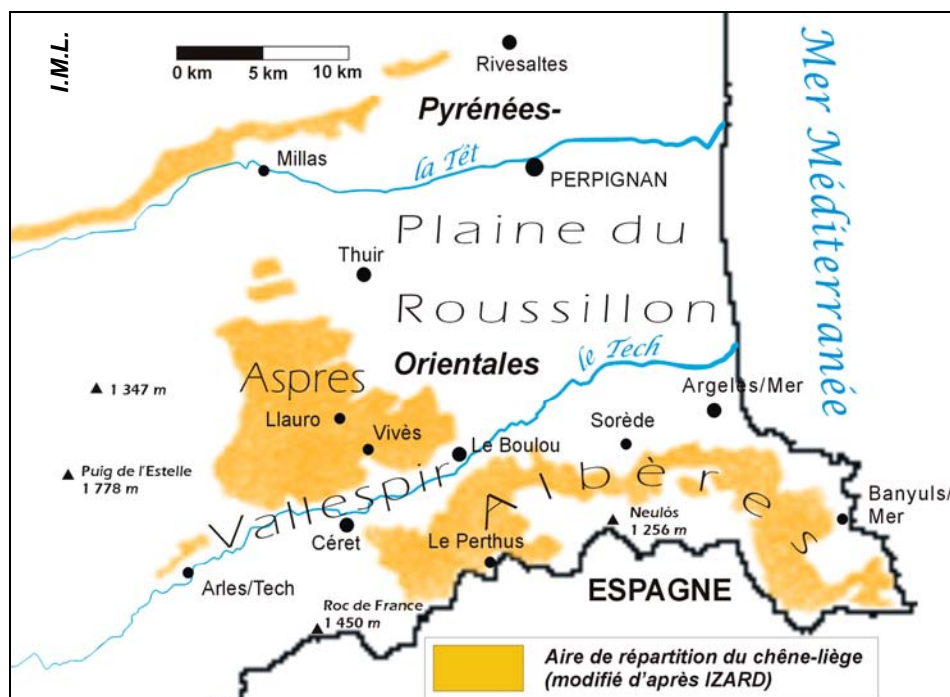 I.M.L.
0 km 5 km 10 km
Rivesaltes
Pyrénées-
Mer Méditerranée
Millas
la Têt
PERPIGNAN
Plaine du
Thuir
Roussillon
Orientales
le Tech
Aspres
1 347 m
Argelès/Mer
Llauro
Sorède
Vivès
Le Boulou
Puig de l'Estelle
1 778 m
Vallespir
Albères
Banyuls/
Mer
Neulós
1 256 m
Céret
Le Perthus
Arles/Tech
ESPAGNE
Roc de France
1 450 m
Aire de répartition du chêne-liège
(modifié d'après IZARD)